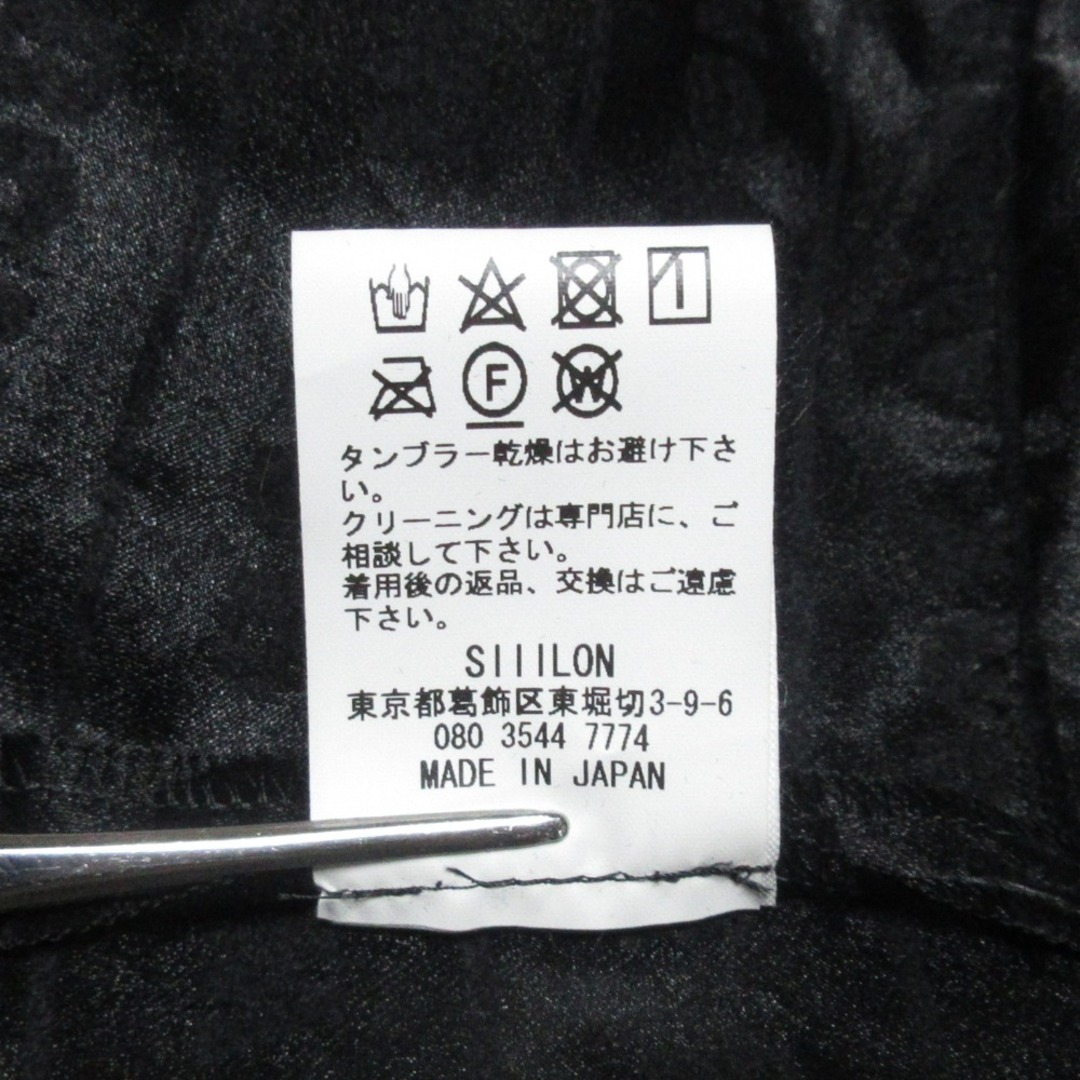 F W
タンブラー乾燥はお避け下さ
い。
クリーニングは専門店に、ご
相談して下さい。
着用後の返品、交換はご遠慮
下さい。
SIIILON
東京都葛飾区東堀切3-9-6
080 3544 7774
MADE IN JAPAN